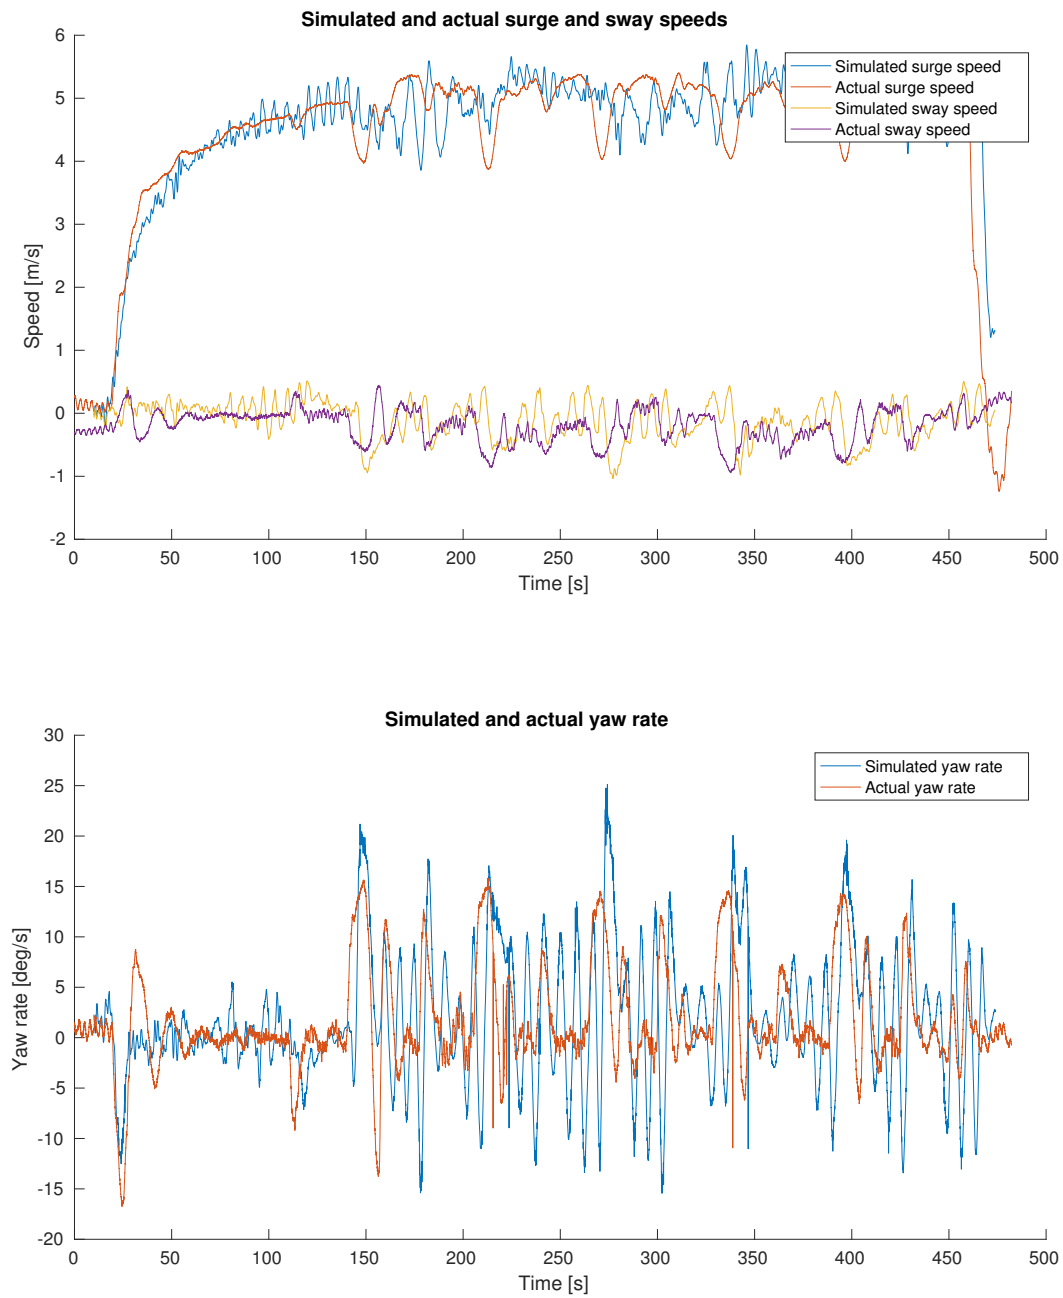 Simulated and actual surge and sway speeds
6
5
4
3
2
1
0
-1
-2
Speed [m/s]
Simulated surge speed
Actual surge speed
Simulated sway speed
Actual sway speed
0 50 100 150 200 250 300 350 400 450 500
Time [s]
Simulated and actual yaw rate
30
25
20
15
10
5
0
-5
-10
-15
-20
Yaw rate [deg/s]
Simulated yaw rate
Actual yaw rate
0 50 100 150 200 250 300 350 400 450 500
Time [s]